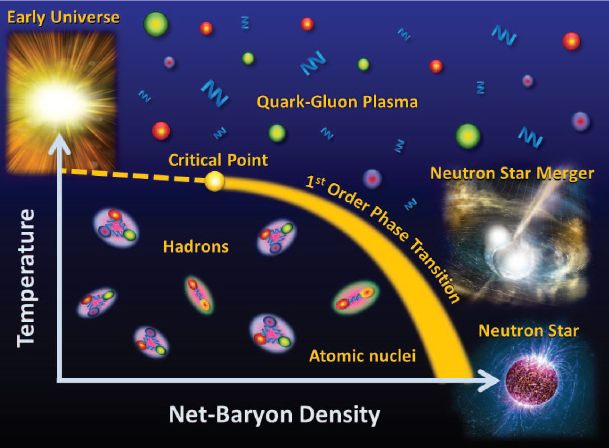 Early Universe
Quark-Gluon Plasma
Critical Point
1st Order Phase Transition
Neutron Star Merger
Hadrons
Temperature
Neutron Star
Atomic nuclei
Net-Baryon Density